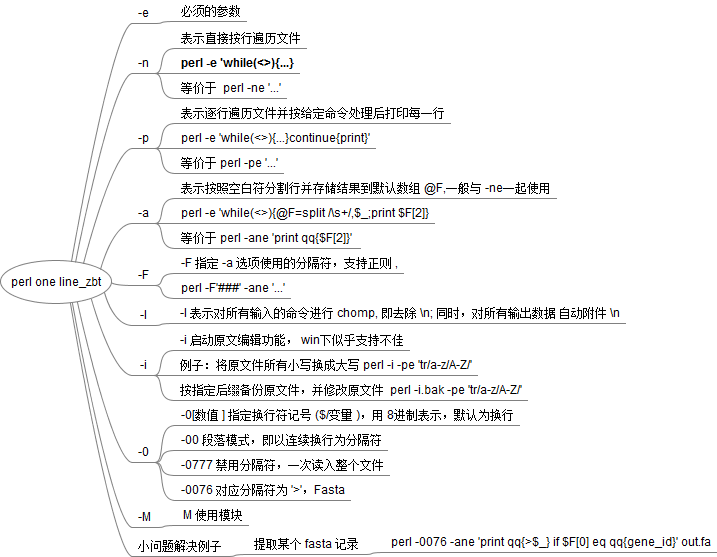 -e
必须的参数
表示直接按行遍历文件
-n
perl -e 'while(<>){...}
等价于 perl -ne '...'
表示逐行遍历文件并按给定命令处理后打印每一行
-p
perl -e 'while(<>){...}continue{print}'
等价于 perl -pe '...'
表示按照空白符分割行并存储结果到默认数组 @F,一般与 -ne一起使用
-a
perl -e 'while(<>){@F=split /\s+/,$_;print $F[2]}
等价于 perl -ane 'print qq{$F[2]}'
-F 指定 -a 选项使用的分隔符，支持正则 ,
-F
perl -F'###' -ane '...'
perl one line_zbt
-l
-l 表示对所有输入的命令进行 chomp, 即去除 \n; 同时，对所有输出数据 自动附件 \n
-i 启动原文编辑功能， win下似乎支持不佳
-i
例子：将原文件所有小写换成大写 perl -i -pe 'tr/a-z/A-Z/'
按指定后缀备份原文件，并修改原文件 perl -i.bak -pe 'tr/a-z/A-Z/'
-0[数值 ] 指定换行符记号 ($/变量 )，用 8进制表示，默认为换行
-00 段落模式，即以连续换行为分隔符
-0
-0777 禁用分隔符，一次读入整个文件
-0076 对应分隔符为 '>'，Fasta
-M
M 使用模块
小问题解决例子
提取某个 fasta 记录
perl -0076 -ane 'print qq{>$_} if $F[0] eq qq{gene_id}' out.fa